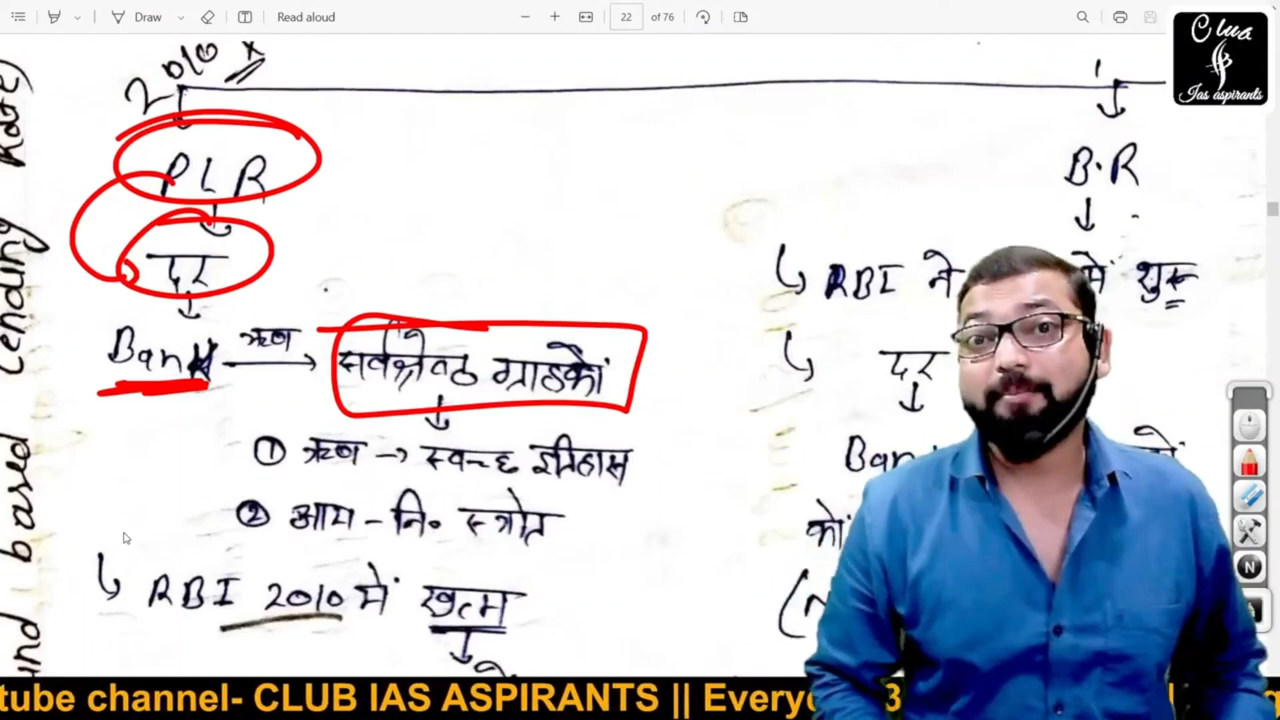 Draw
Read aloud
22
of 76
Club
Ias aspirants
2010 x
PLR
दर
Bank ऋण सर्वश्रेष्ठ ग्राहकों
① ऋण → स्वच्छ इतिहास
② आय - नि॰ स्त्रोत
RBI 2010 में खत्म
B.R
RBI ने में शुरू
दर
Ban
को
und based Lending Rate)
N
tube channel- CLUB IAS ASPIRANTS || Everyd 3